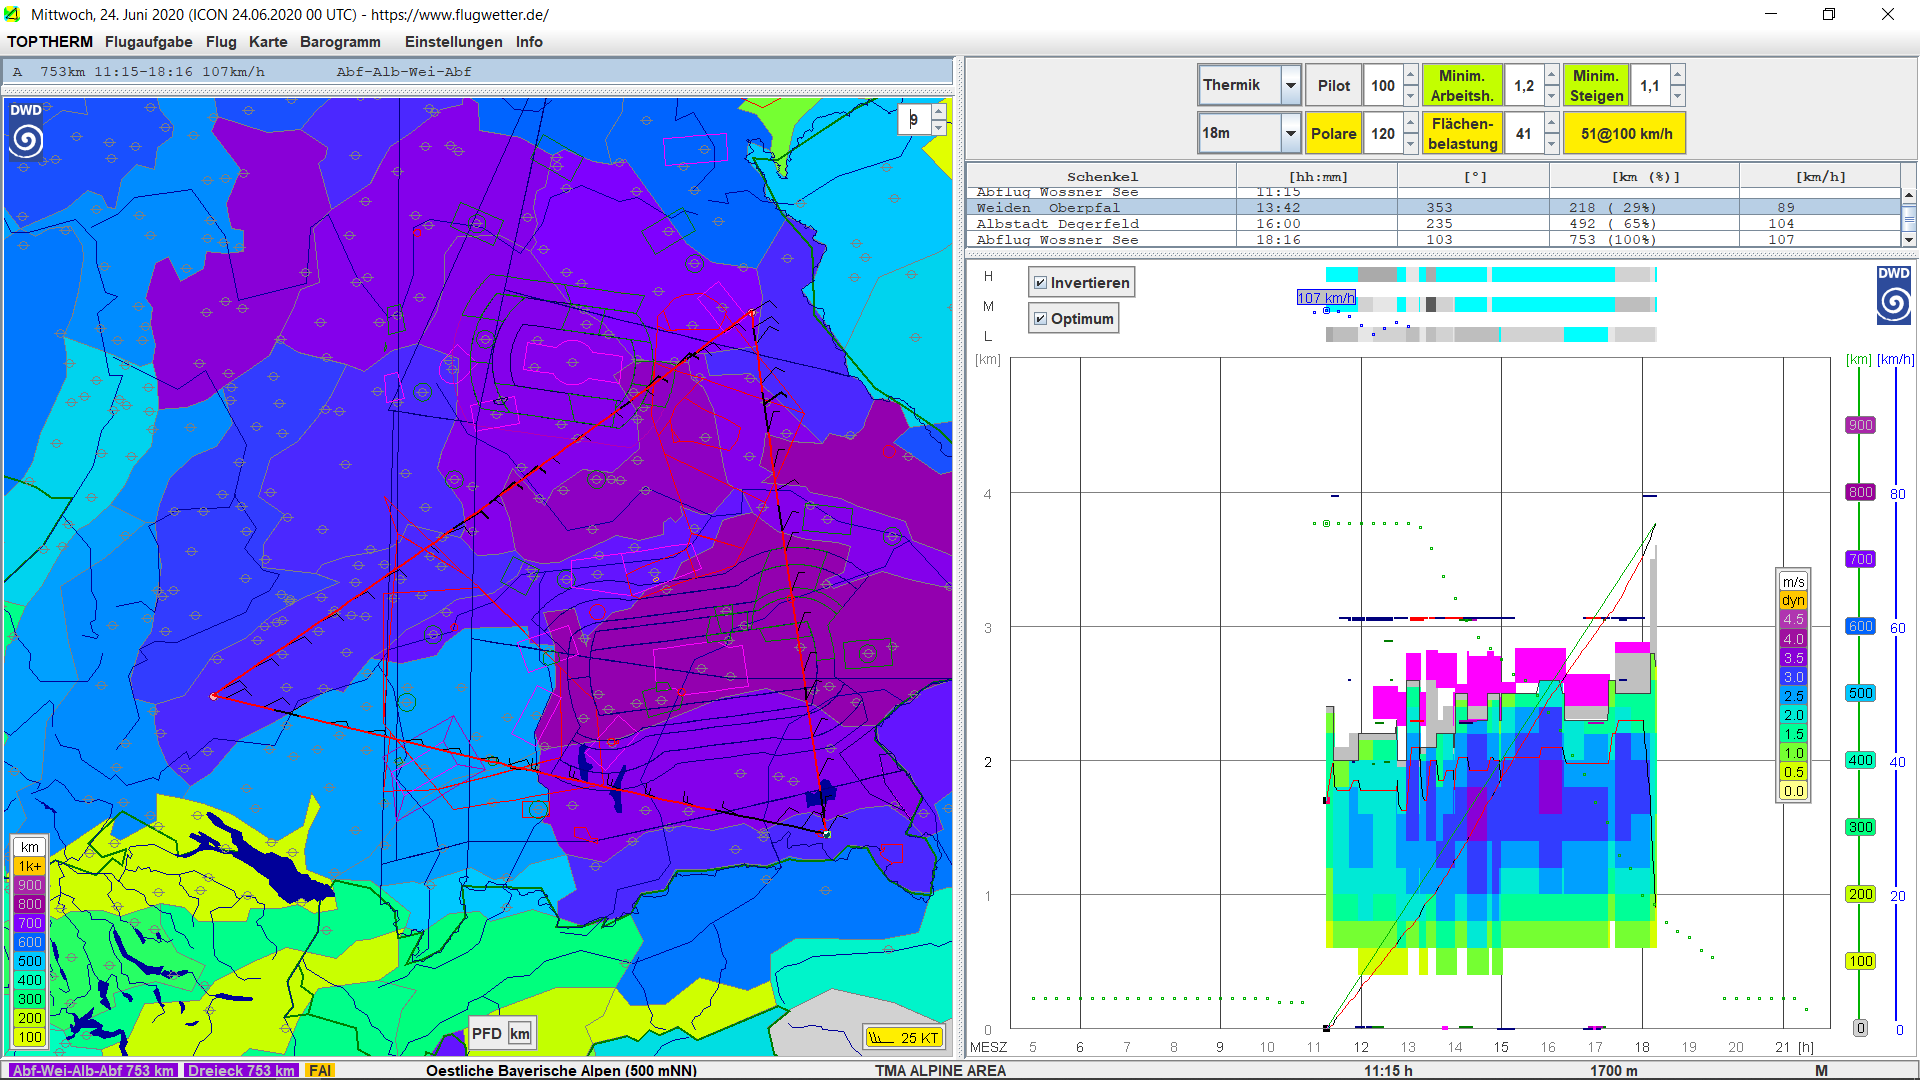 Mittwoch, 24. Juni 2020 (ICON 24.06.2020 00 UTC) - https://www.flugwetter.de/
TOPTHERM Flugaufgabe Flug Karte Barogramm Einstellungen Info
A 753km 11:15-18:16 107km/h Abf-Alb-Wei-Abf
DWD
9
km
1k+
900
800
700
600
500
400
300
200
100
PFD km
25 KT
Thermik Pilot 100 Minim. Arbeitsh. 1,2 Minim. Steigen 1,1
18m Polare 120 Flächen-belastung 41 51@100 km/h
Schenkel [hh:mm] [°] [km (%)] [km/h]
Abflug Wossner See 11:15
Weiden Oberpfal 13:42 353 218 ( 29%) 89
Albstadt Degerfeld 16:00 235 492 ( 65%) 104
Abflug Wossner See 18:16 103 753 (100%) 107
H
M
L
Invertieren
Optimum
107 km/h
DWD
[km]
4
3
2
1
0
[km] [km/h]
900
800 80
700
600 60
500
400 40
300
200 20
100
0 0
m/s
dyn
4.5
4.0
3.5
3.0
2.5
2.0
1.5
1.0
0.5
0.0
MESZ 5 6 7 8 9 10 11 12 13 14 15 16 17 18 19 20 21 [h]
Abf-Wei-Alb-Abf 753 km Dreieck 753 km FAI Oestliche Bayerische Alpen (500 mNN) TMA ALPINE AREA 11:15 h 1700 m M